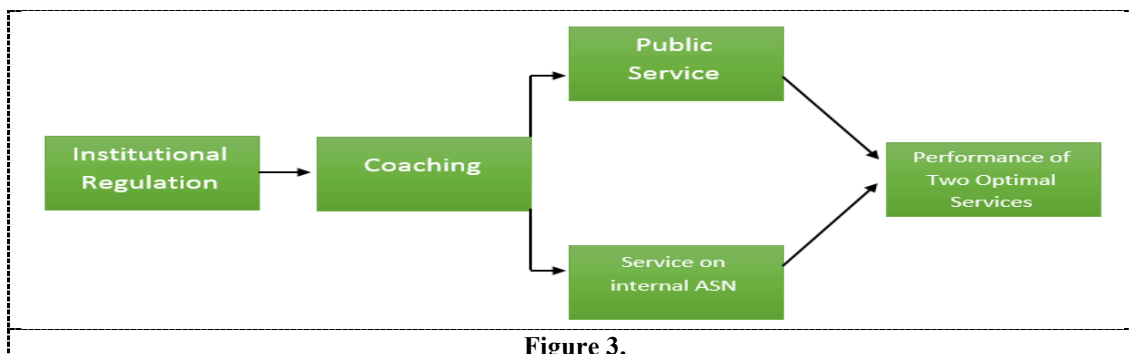 Public
Service
Institutional
Regulation
Coaching
Performance of
Two Optimal
Services
Service on
internal ASN
Figure 3.